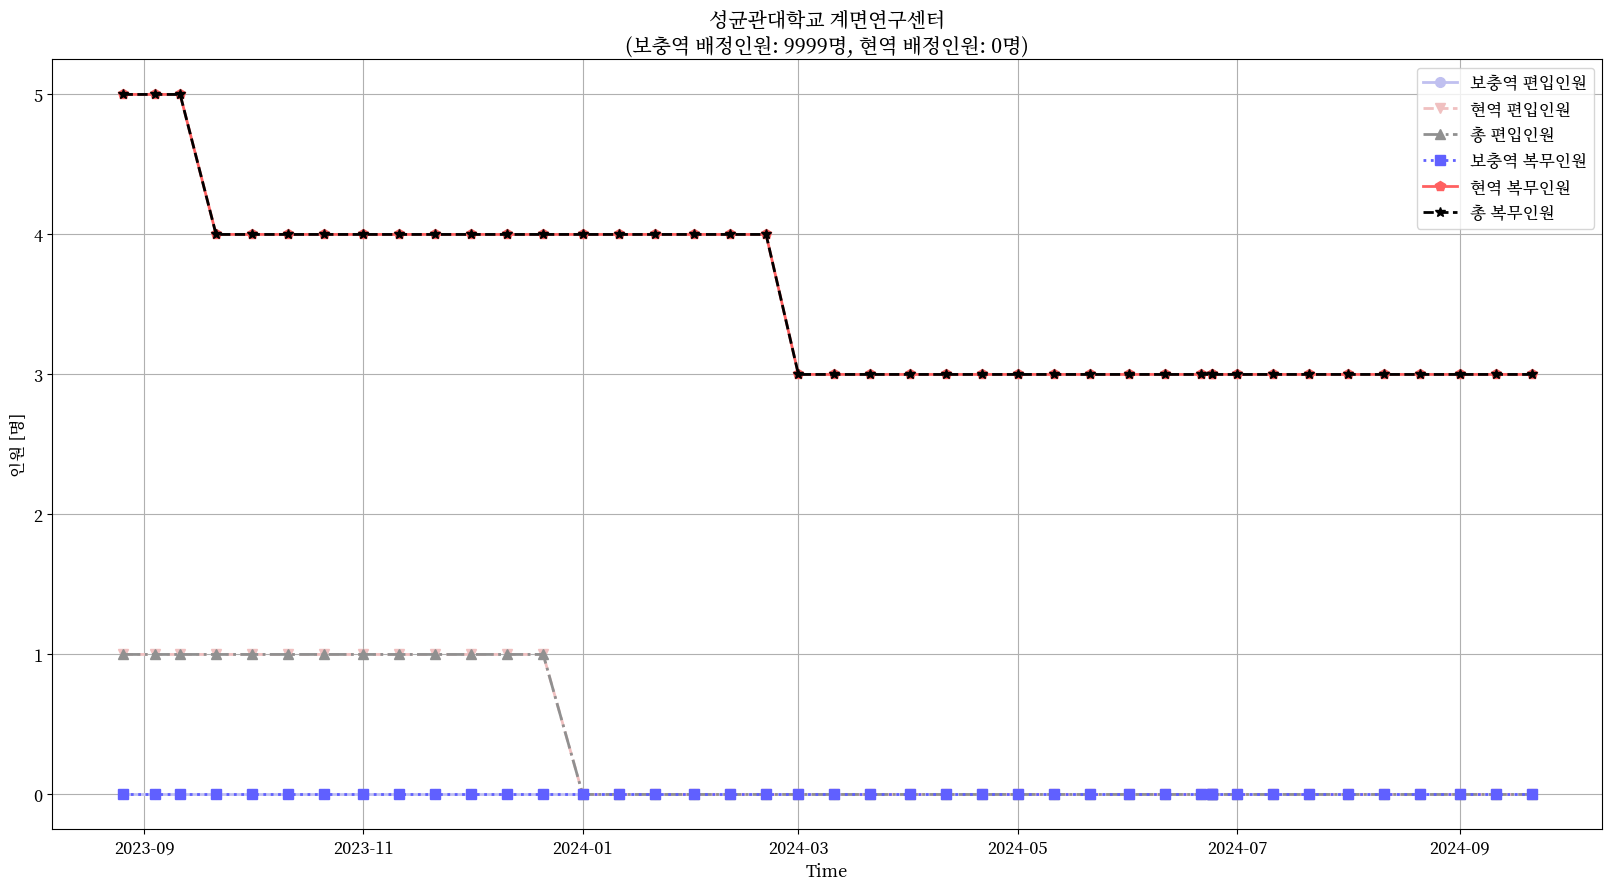 성균관대학교 계면연구센터
(보충역 배정인원: 9999명, 현역 배정인원: 0명)
보충역 편입인원
현역 편입인원
총 편입인원
보충역 복무인원
현역 복무인원
총 복무인원
인원 [명]
5
4
3
2
1
0
2023-09
2023-11
2024-01
2024-03
2024-05
2024-07
2024-09
Time